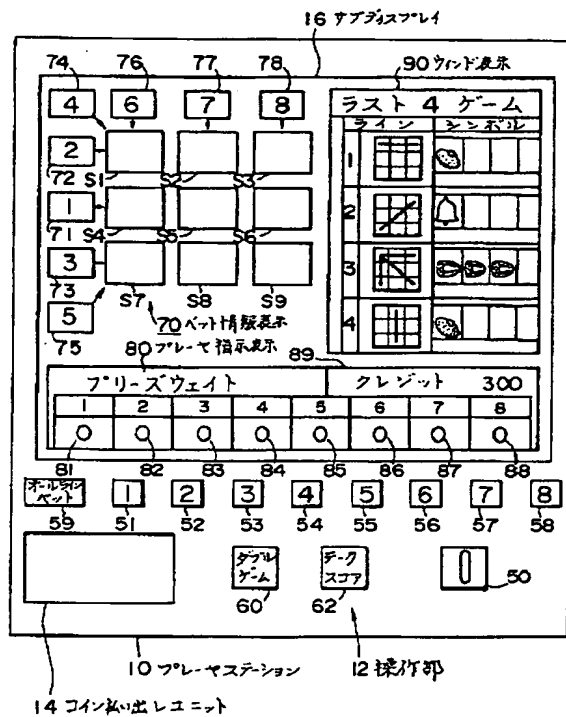 16 サブディスプレイ
74 76 77 78 90 ウィンド表示
4 6 7 8
ラスト 4 ゲーム
ライン シンボル
2
1
72 S1 S2 S3
1
2
71 S4 S5 S6
3
3
73 S7 S8 S9
5
4
75
70 ベット情報表示
80 プレーヤ指示表示
89
プリーズウェイト クレジット 300
1 2 3 4 5 6 7 8
81 82 83 84 85 86 87 88
オールライン
ベット
1 2 3 4 5 6 7 8
59 51 52 53 54 55 56 57 58
ダブル
ゲーム
テーク
スコア
60 62 50
10 プレーヤステーション
12 操作部
14 コイン払い出しユニット